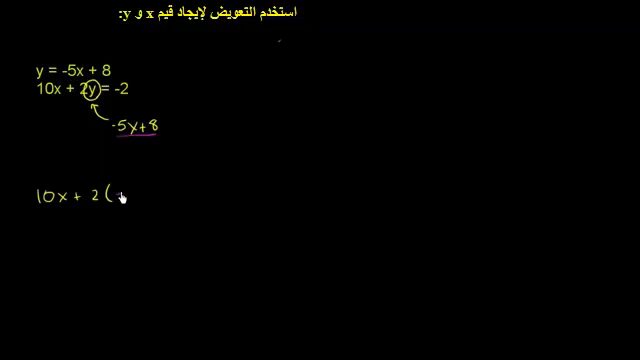 استخدم التعويض لإيجاد قيم x و y:
y = -5x + 8
10x + 2y = -2
-5x+8
10x + 2(